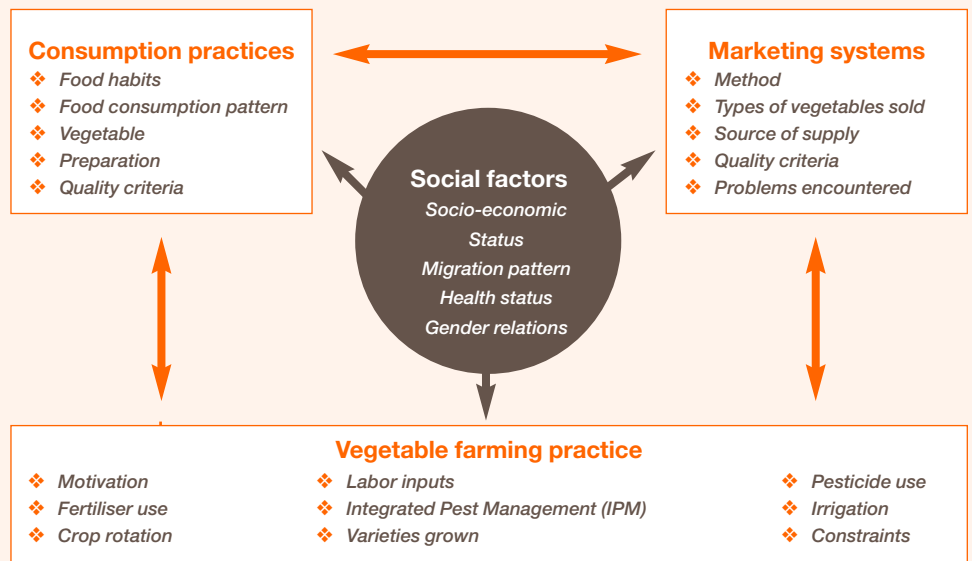 Consumption practices
❖ Food habits
❖ Food consumption pattern
❖ Vegetable
❖ Preparation
❖ Quality criteria
Marketing systems
❖ Method
❖ Types of vegetables sold
❖ Source of supply
❖ Quality criteria
❖ Problems encountered
Social factors
Socio-economic
Status
Migration pattern
Health status
Gender relations
Vegetable farming practice
❖ Motivation
❖ Fertiliser use
❖ Crop rotation
❖ Labor inputs
❖ Integrated Pest Management (IPM)
❖ Varieties grown
❖ Pesticide use
❖ Irrigation
❖ Constraints